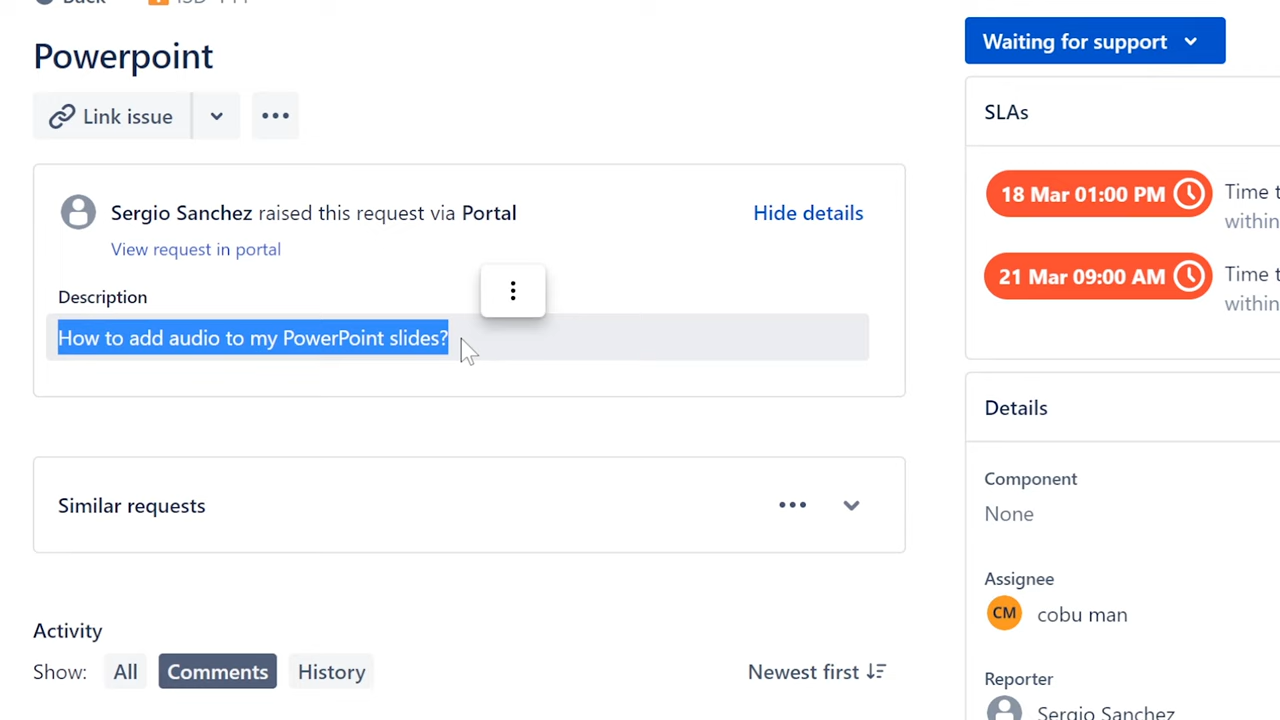 Powerpoint
Link issue
Sergio Sanchez raised this request via Portal
Hide details
View request in portal
Description
How to add audio to my PowerPoint slides?
Similar requests
Activity
Show: All Comments History
Newest first
Waiting for support
SLAs
18 Mar 01:00 PM Time
within
21 Mar 09:00 AM Time
within
Details
Component
None
Assignee
CM cobu man
Reporter
Sergio Sanchez